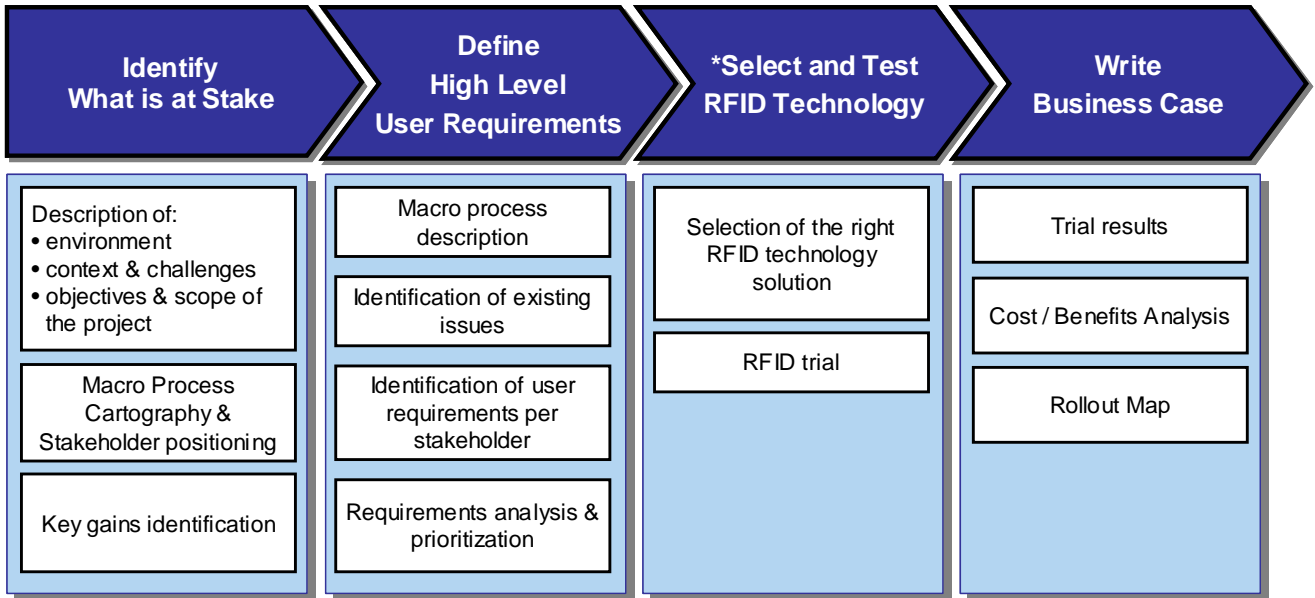 Identify
What is at Stake
Define
High Level
User Requirements
*Select and Test
RFID Technology
Write
Business Case
Description of:
• environment
• context & challenges
• objectives & scope of
the project
Macro Process
Cartography &
Stakeholder positioning
Key gains identification
Macro process
description
Identification of existing
issues
Identification of user
requirements per
stakeholder
Requirements analysis &
prioritization
Selection of the right
RFID technology
solution
RFID trial
Trial results
Cost / Benefits Analysis
Rollout Map